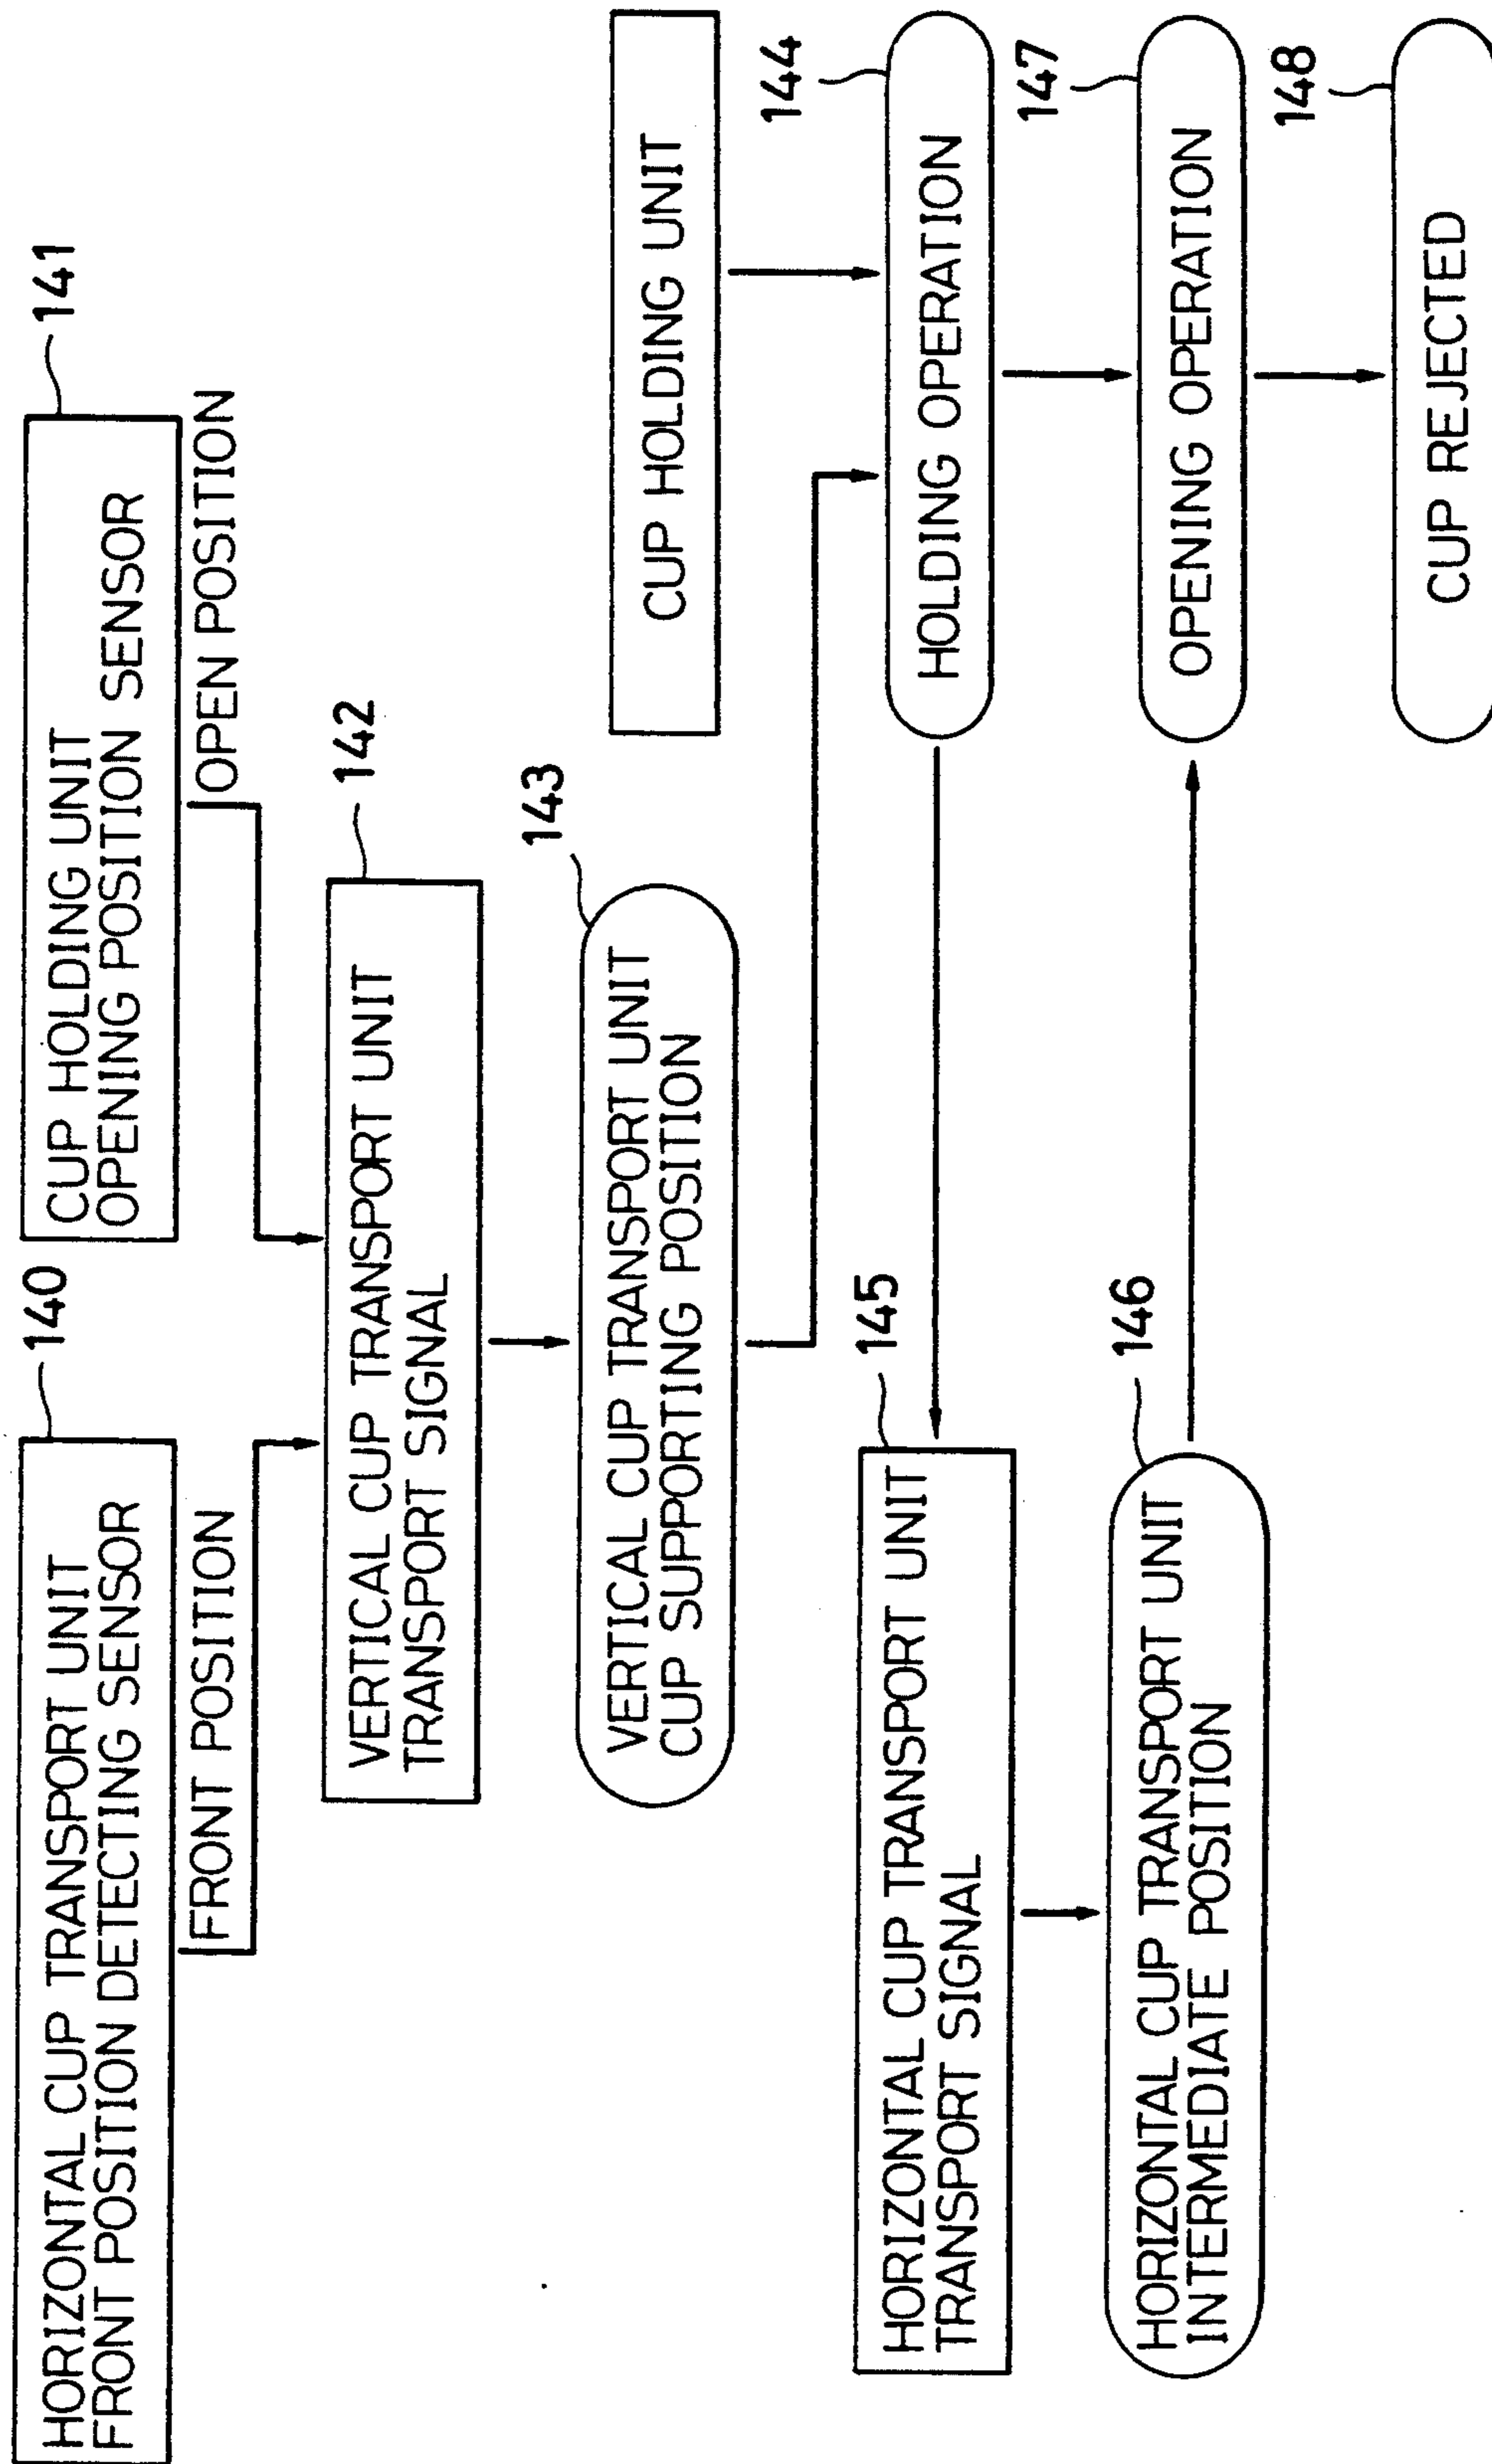 HORIZONTAL CUP TRANSPORT UNIT
FRONT POSITION DETECTING SENSOR
140
FRONT POSITION
CUP HOLDING UNIT
OPENING POSITION SENSOR
141
OPEN POSITION
VERTICAL CUP TRANSPORT UNIT
TRANSPORT SIGNAL
142
VERTICAL CUP TRANSPORT UNIT
CUP SUPPORTING POSITION
143
CUP HOLDING UNIT
HOLDING OPERATION
144
HORIZONTAL CUP TRANSPORT UNIT
TRANSPORT SIGNAL
145
HORIZONTAL CUP TRANSPORT UNIT
INTERMEDIATE POSITION
146
OPENING OPERATION
147
CUP REJECTED
148